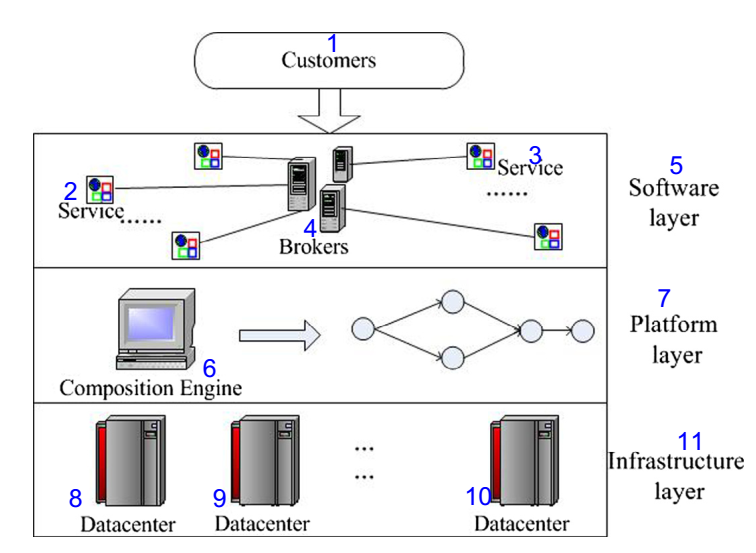 1
Customers
3
Service
......
2
Service
......
4
Brokers
5
Software
layer
6
Composition Engine
7
Platform
layer
8
Datacenter
9
Datacenter
...
...
10
Datacenter
11
Infrastructure
layer